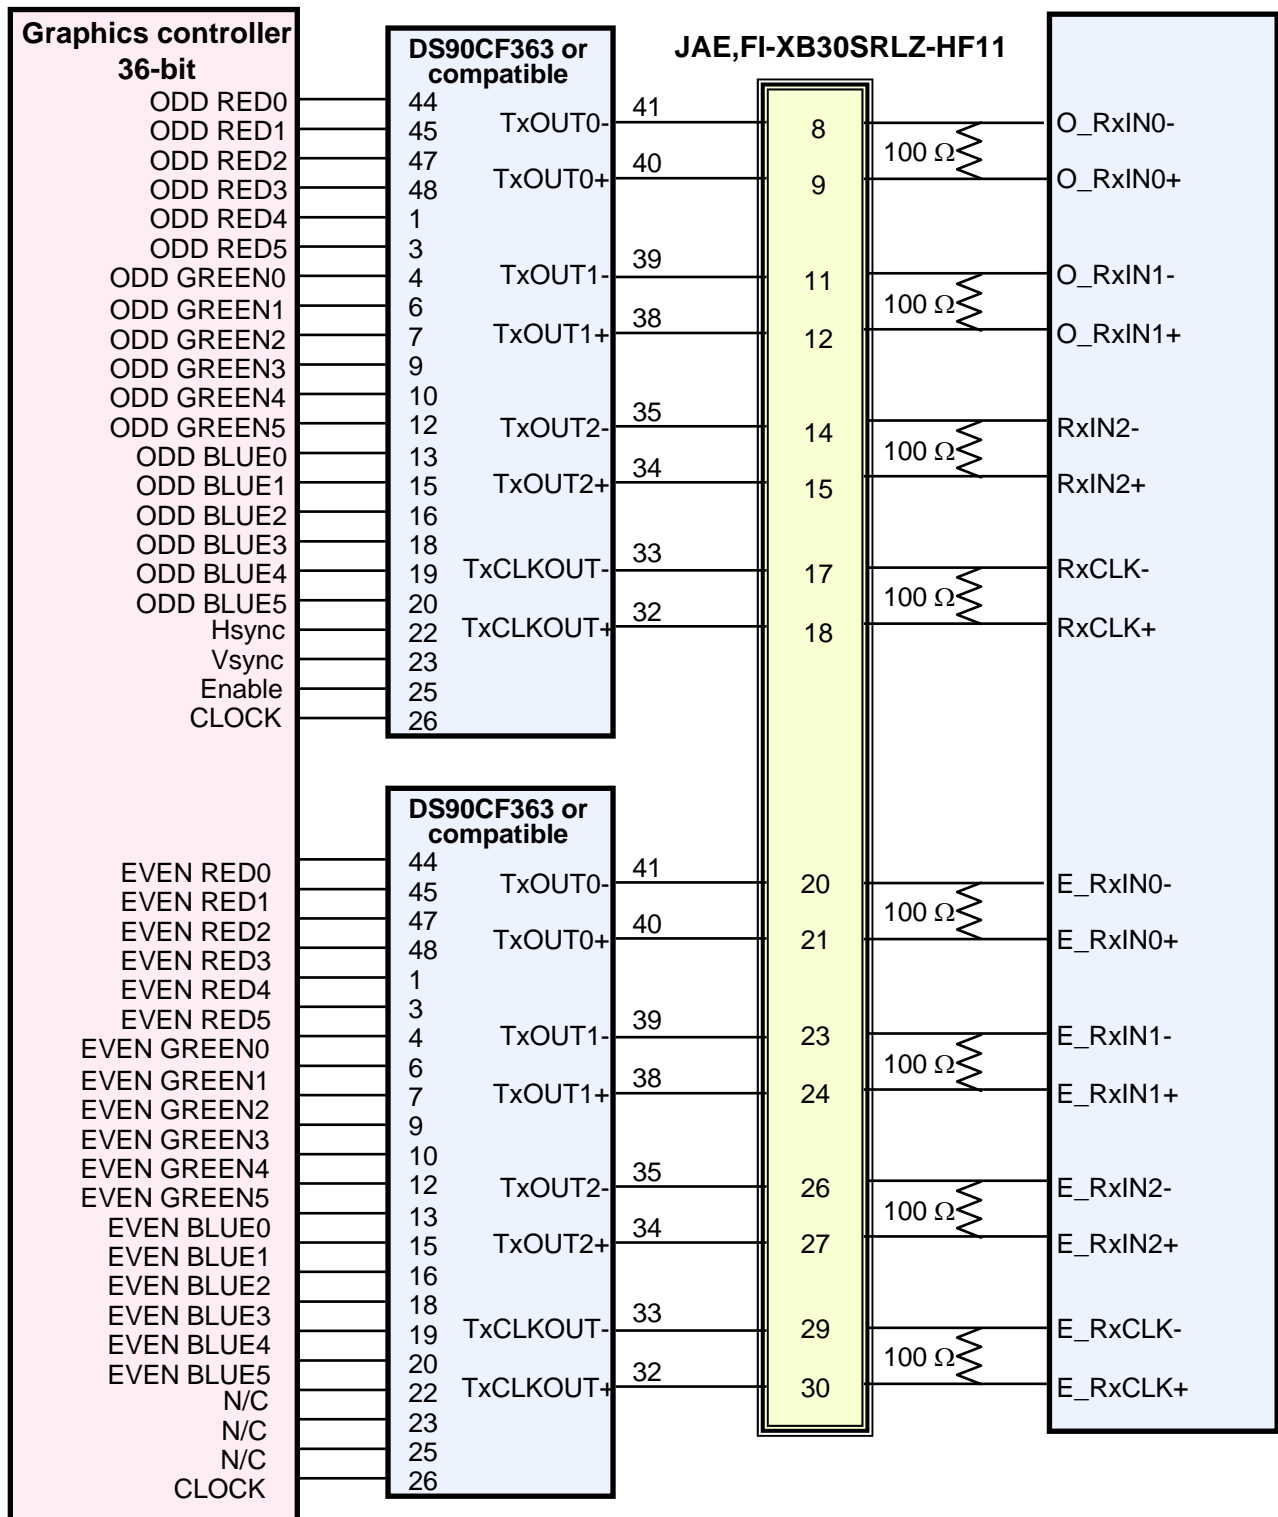 Graphics controller
36-bit
ODD RED0
ODD RED1
ODD RED2
ODD RED3
ODD RED4
ODD RED5
ODD GREEN0
ODD GREEN1
ODD GREEN2
ODD GREEN3
ODD GREEN4
ODD GREEN5
ODD BLUE0
ODD BLUE1
ODD BLUE2
ODD BLUE3
ODD BLUE4
ODD BLUE5
Hsync
Vsync
Enable
CLOCK
EVEN RED0
EVEN RED1
EVEN RED2
EVEN RED3
EVEN RED4
EVEN RED5
EVEN GREEN0
EVEN GREEN1
EVEN GREEN2
EVEN GREEN3
EVEN GREEN4
EVEN GREEN5
EVEN BLUE0
EVEN BLUE1
EVEN BLUE2
EVEN BLUE3
EVEN BLUE4
EVEN BLUE5
N/C
N/C
N/C
CLOCK
DS90CF363 or
compatible
44
45
47
48
1
3
4
6
7
9
10
12
13
15
16
18
19
20
22
23
25
26
TxOUT0- 41
TxOUT0+ 40
TxOUT1- 39
TxOUT1+ 38
TxOUT2- 35
TxOUT2+ 34
TxCLKOUT- 33
TxCLKOUT+ 32
DS90CF363 or
compatible
44
45
47
48
1
3
4
6
7
9
10
12
13
15
16
18
19
20
22
23
25
26
TxOUT0- 41
TxOUT0+ 40
TxOUT1- 39
TxOUT1+ 38
TxOUT2- 35
TxOUT2+ 34
TxCLKOUT- 33
TxCLKOUT+ 32
JAE,FI-XB30SRLZ-HF11
8
9
11
12
14
15
17
18
20
21
23
24
26
27
29
30
100 Ω
100 Ω
100 Ω
100 Ω
100 Ω
100 Ω
100 Ω
100 Ω
O_RxIN0-
O_RxIN0+
O_RxIN1-
O_RxIN1+
RxIN2-
RxIN2+
RxCLK-
RxCLK+
E_RxIN0-
E_RxIN0+
E_RxIN1-
E_RxIN1+
E_RxIN2-
E_RxIN2+
E_RxCLK-
E_RxCLK+